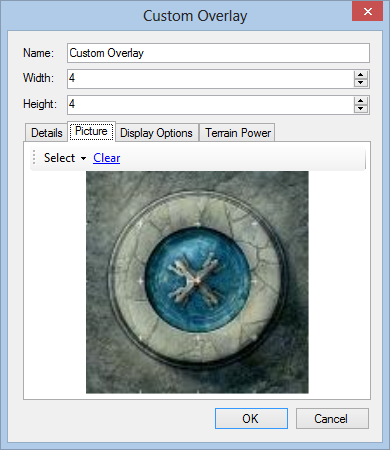 Custom Overlay
Name: Custom Overlay
Width: 4
Height: 4
Details Picture Display Options Terrain Power
Select Clear
OK Cancel